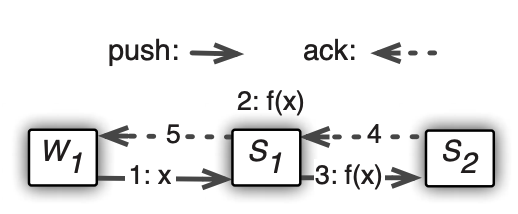 push: ack:
2: f(x)
5 4
W1 S1 S2
1: x 3: f(x)